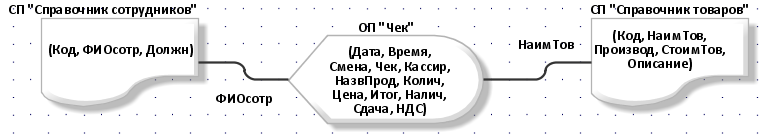 СП "Справочник сотрудников"
(Код, ФИОсотр, Должн)
ФИОсотр
ОП "Чек"
(Дата, Время,
Смена, Чек, Кассир,
НазвПрод, Колич,
Цена, Итог, Налич,
Сдача, НДС)
НаимТов
СП "Справочник товаров"
(Код, НаимТов,
Производ, СтоимТов,
Описание)